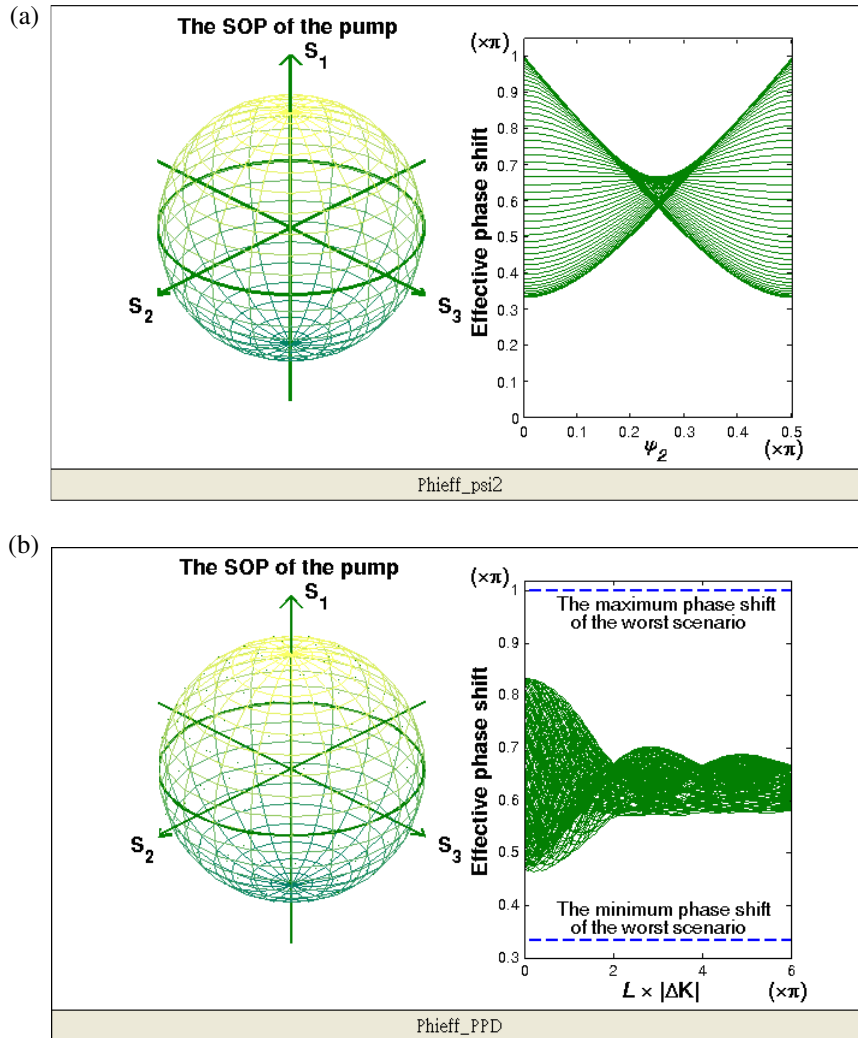 (a)
The SOP of the pump
S1
S2
S3
(×π)
1
0.9
0.8
0.7
0.6
0.5
0.4
0.3
0.2
0.1
0
Effective phase shift
0 0.1 0.2 0.3 0.4 0.5
ψ2 (×π)
Phieff_psi2
(b)
The SOP of the pump
S1
S2
S3
(×π)
1
The maximum phase shift
of the worst scenario
0.9
0.8
0.7
0.6
0.5
0.4
The minimum phase shift
of the worst scenario
0.3
Effective phase shift
0 2 4 6
L × |ΔK| (×π)
Phieff_PPD